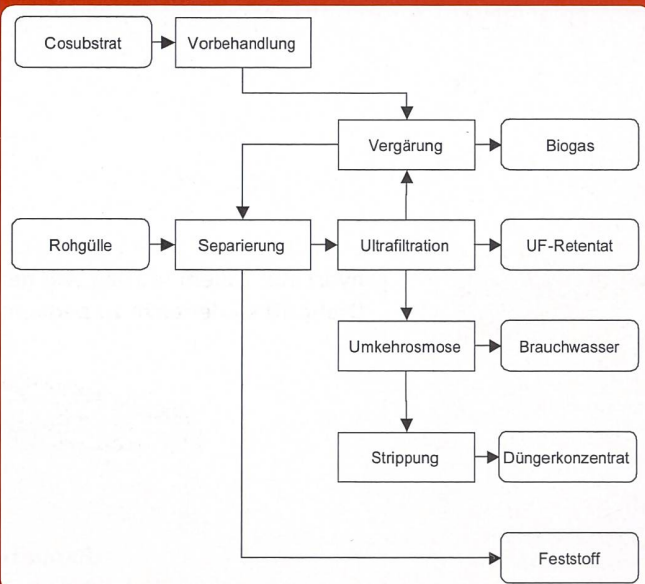 Cosubstrat
Vorbehandlung
Vergärung
Biogas
Rohgülle
Separierung
Ultrafiltration
UF-Retentat
Umkehrosmose
Brauchwasser
Strippung
Düngerkonzentrat
Feststoff